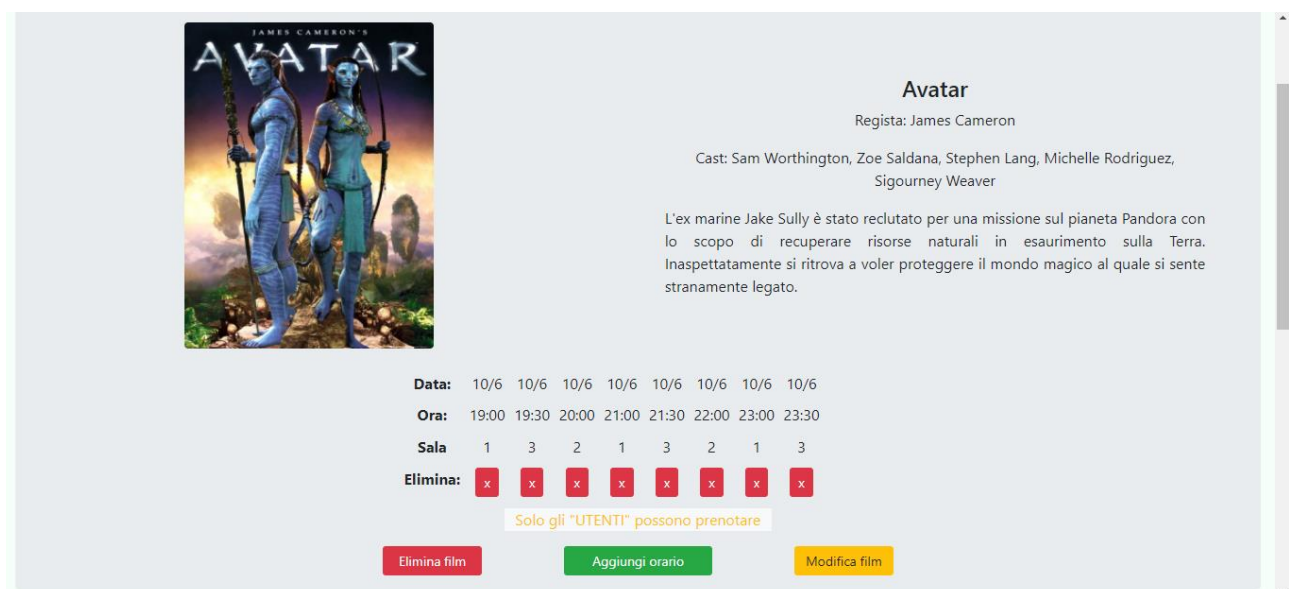 JAMES CAMERON'S
AVATAR
Avatar
Regista: James Cameron
Cast: Sam Worthington, Zoe Saldana, Stephen Lang, Michelle Rodriguez,
Sigourney Weaver
L'ex marine Jake Sully è stato reclutato per una missione sul pianeta Pandora con
lo scopo di recuperare risorse naturali in esaurimento sulla Terra.
Inaspettatamente si ritrova a voler proteggere il mondo magico al quale si sente
stranamente legato.
Data: 10/6 10/6 10/6 10/6 10/6 10/6 10/6 10/6
Ora: 19:00 19:30 20:00 21:00 21:30 22:00 23:00 23:30
Sala 1 3 2 1 3 2 1 3
Elimina: x x x x x x x x
Solo gli "UTENTI" possono prenotare
Elimina film Aggiungi orario Modifica film